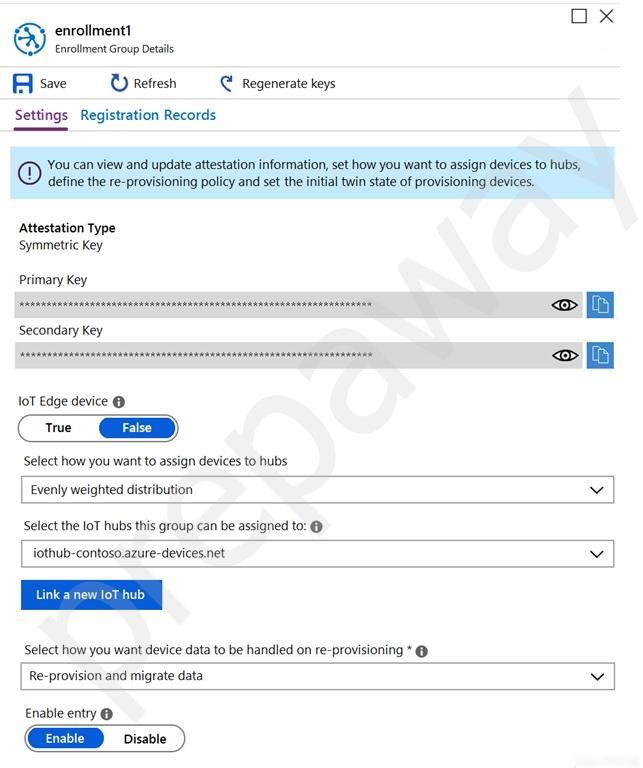 enrollment1
Enrollment Group Details
Save Refresh Regenerate keys
Settings Registration Records
You can view and update attestation information, set how you want to assign devices to hubs,
define the re-provisioning policy and set the initial twin state of provisioning devices.
Attestation Type
Symmetric Key
Primary Key
****************************************************************
Secondary Key
****************************************************************
IoT Edge device
True False
Select how you want to assign devices to hubs
Evenly weighted distribution
Select the IoT hubs this group can be assigned to:
iothub-contoso.azure-devices.net
Link a new IoT hub
Select how you want device data to be handled on re-provisioning *
Re-provision and migrate data
Enable entry
Enable Disable
prepaway